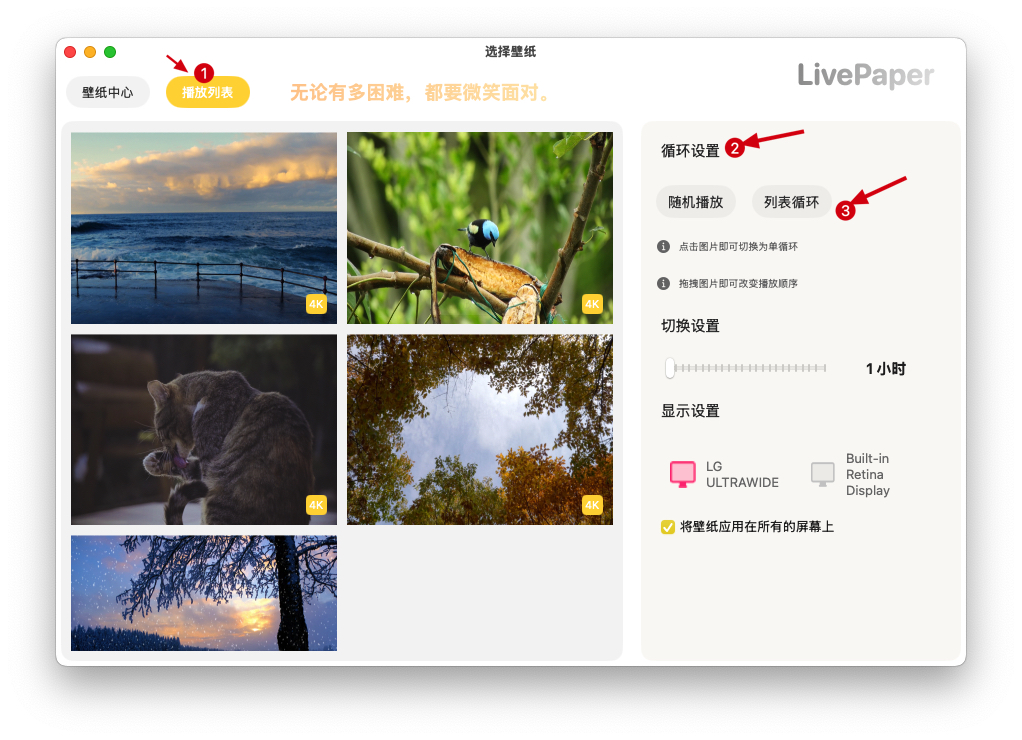 选择壁纸
1
壁纸中心
播放列表
无论有多困难，都要微笑面对。
LivePaper
4K
4K
4K
4K
循环设置
2
随机播放
列表循环
3
点击图片即可切换为单循环
拖拽图片即可改变播放顺序
切换设置
1 小时
显示设置
LG
ULTRAWIDE
Built-in
Retina
Display
将壁纸应用在所有的屏幕上